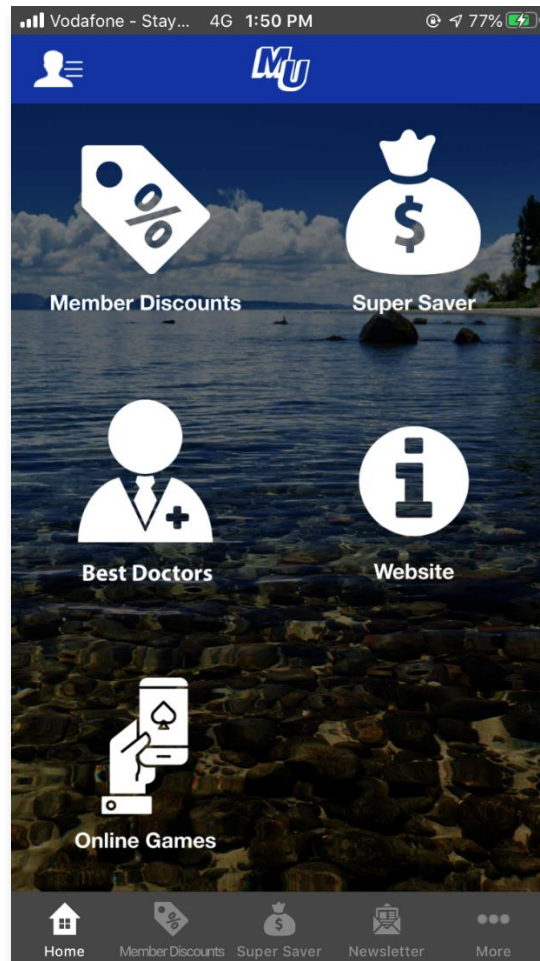 Vodafone - Stay... 4G 1:50 PM 77%
MU
%
$
Member Discounts
Super Saver
Best Doctors
Website
Online Games
Home
Member Discounts
Super Saver
Newsletter
More